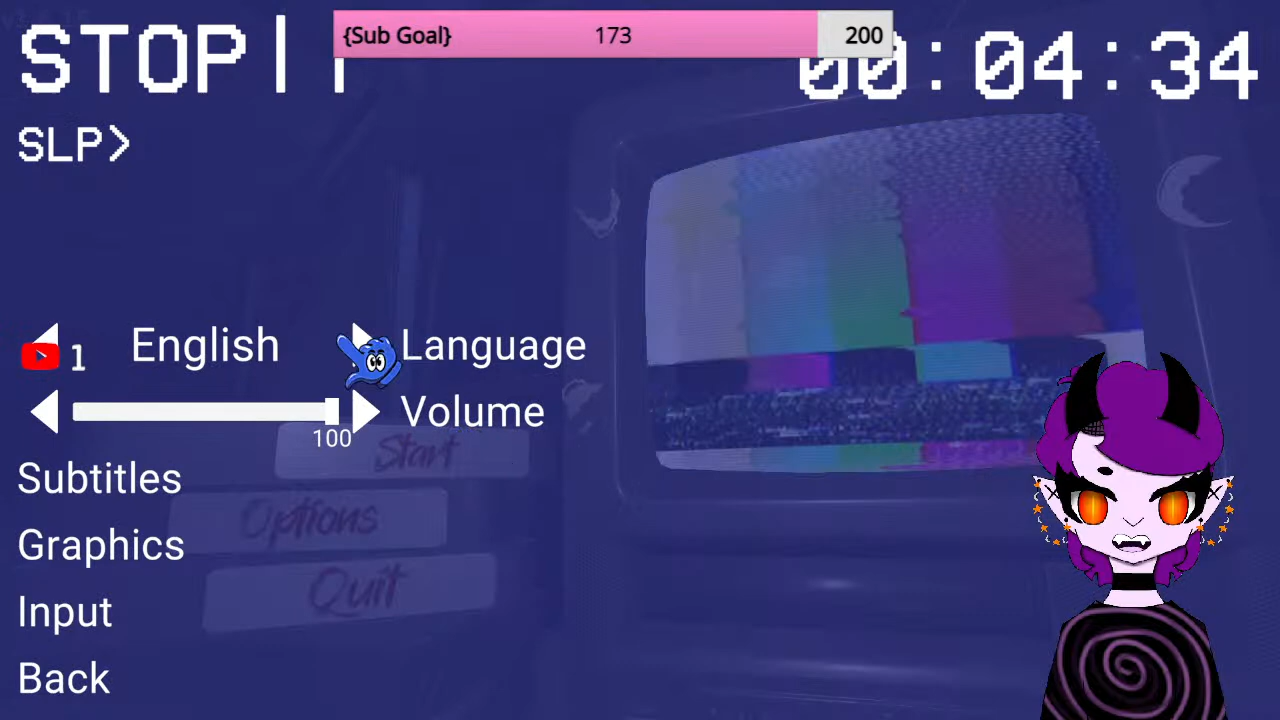 STOP
{Sub Goal} 173 200
00:04:34
SLP>
1 English Language
Volume
100
Start
Subtitles
Options
Graphics
Quit
Input
Back